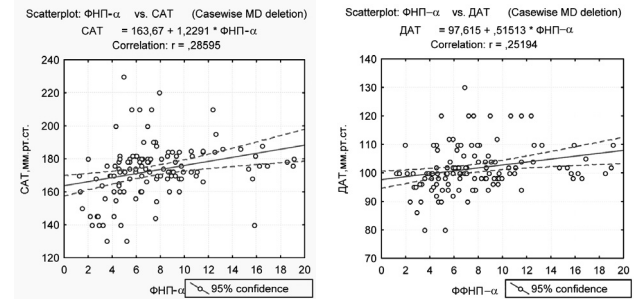 Scatterplot: ФНП-α vs. САТ (Casewise MD deletion)
САТ = 163,67 + 1,2291 * ФНП-α
Correlation: r = ,28595
240
220
200
180
160
140
120
САТ,мм.рт.ст.
0 2 4 6 8 10 12 14 16 18 20
ФНП-α
95% confidence
Scatterplot: ФНП-α vs. ДАТ (Casewise MD deletion)
ДАТ = 97,615 + ,51513 * ФНП-α
Correlation: r = ,25194
140
130
120
110
100
90
80
70
ДАТ,мм.рт.ст.
0 2 4 6 8 10 12 14 16 18 20
ФФНП-α
95% confidence